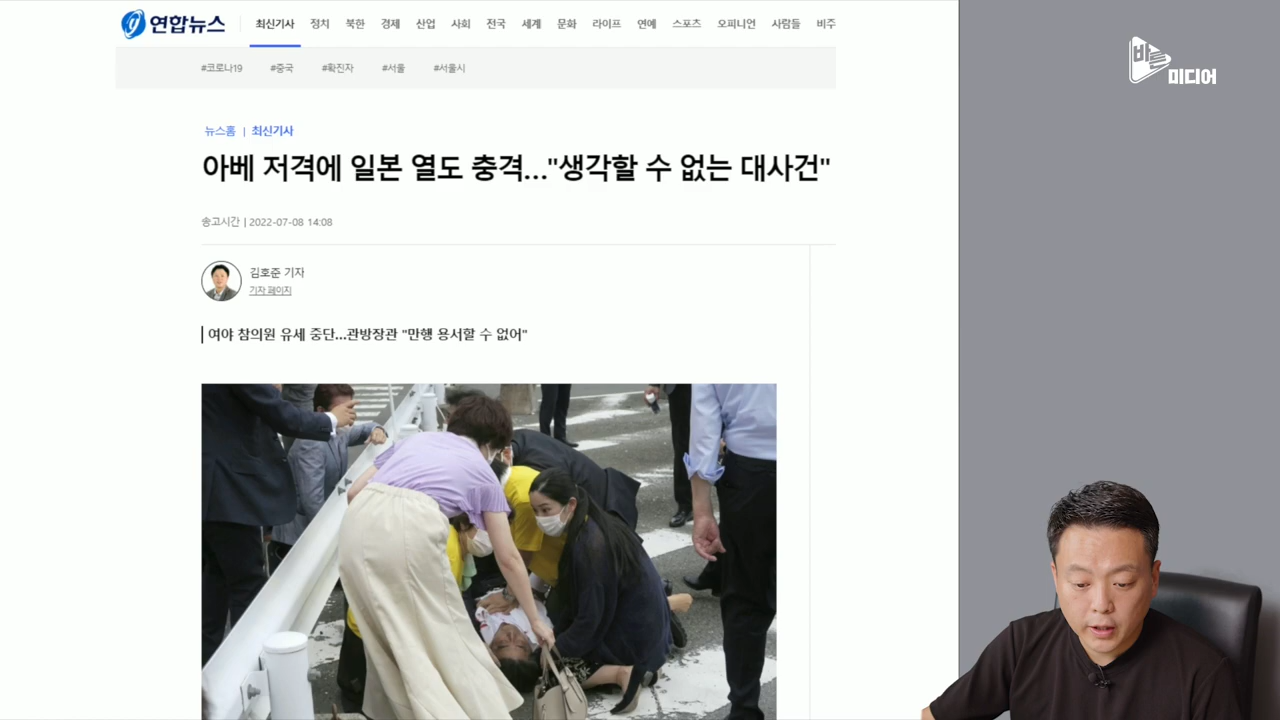 연합뉴스 최신기사 정치 북한 경제 산업 사회 전국 세계 문화 라이프 연예 스포츠 오피니언 사람들 비주
#코로나19 #중국 #확진자 #서울 #서울시
바른
미디어
뉴스홈 | 최신기사
아베 저격에 일본 열도 충격..."생각할 수 없는 대사건"
송고시간 | 2022-07-08 14:08
김호준 기자
기자 페이지
여야 참의원 유세 중단...관방장관 "만행 용서할 수 없어"